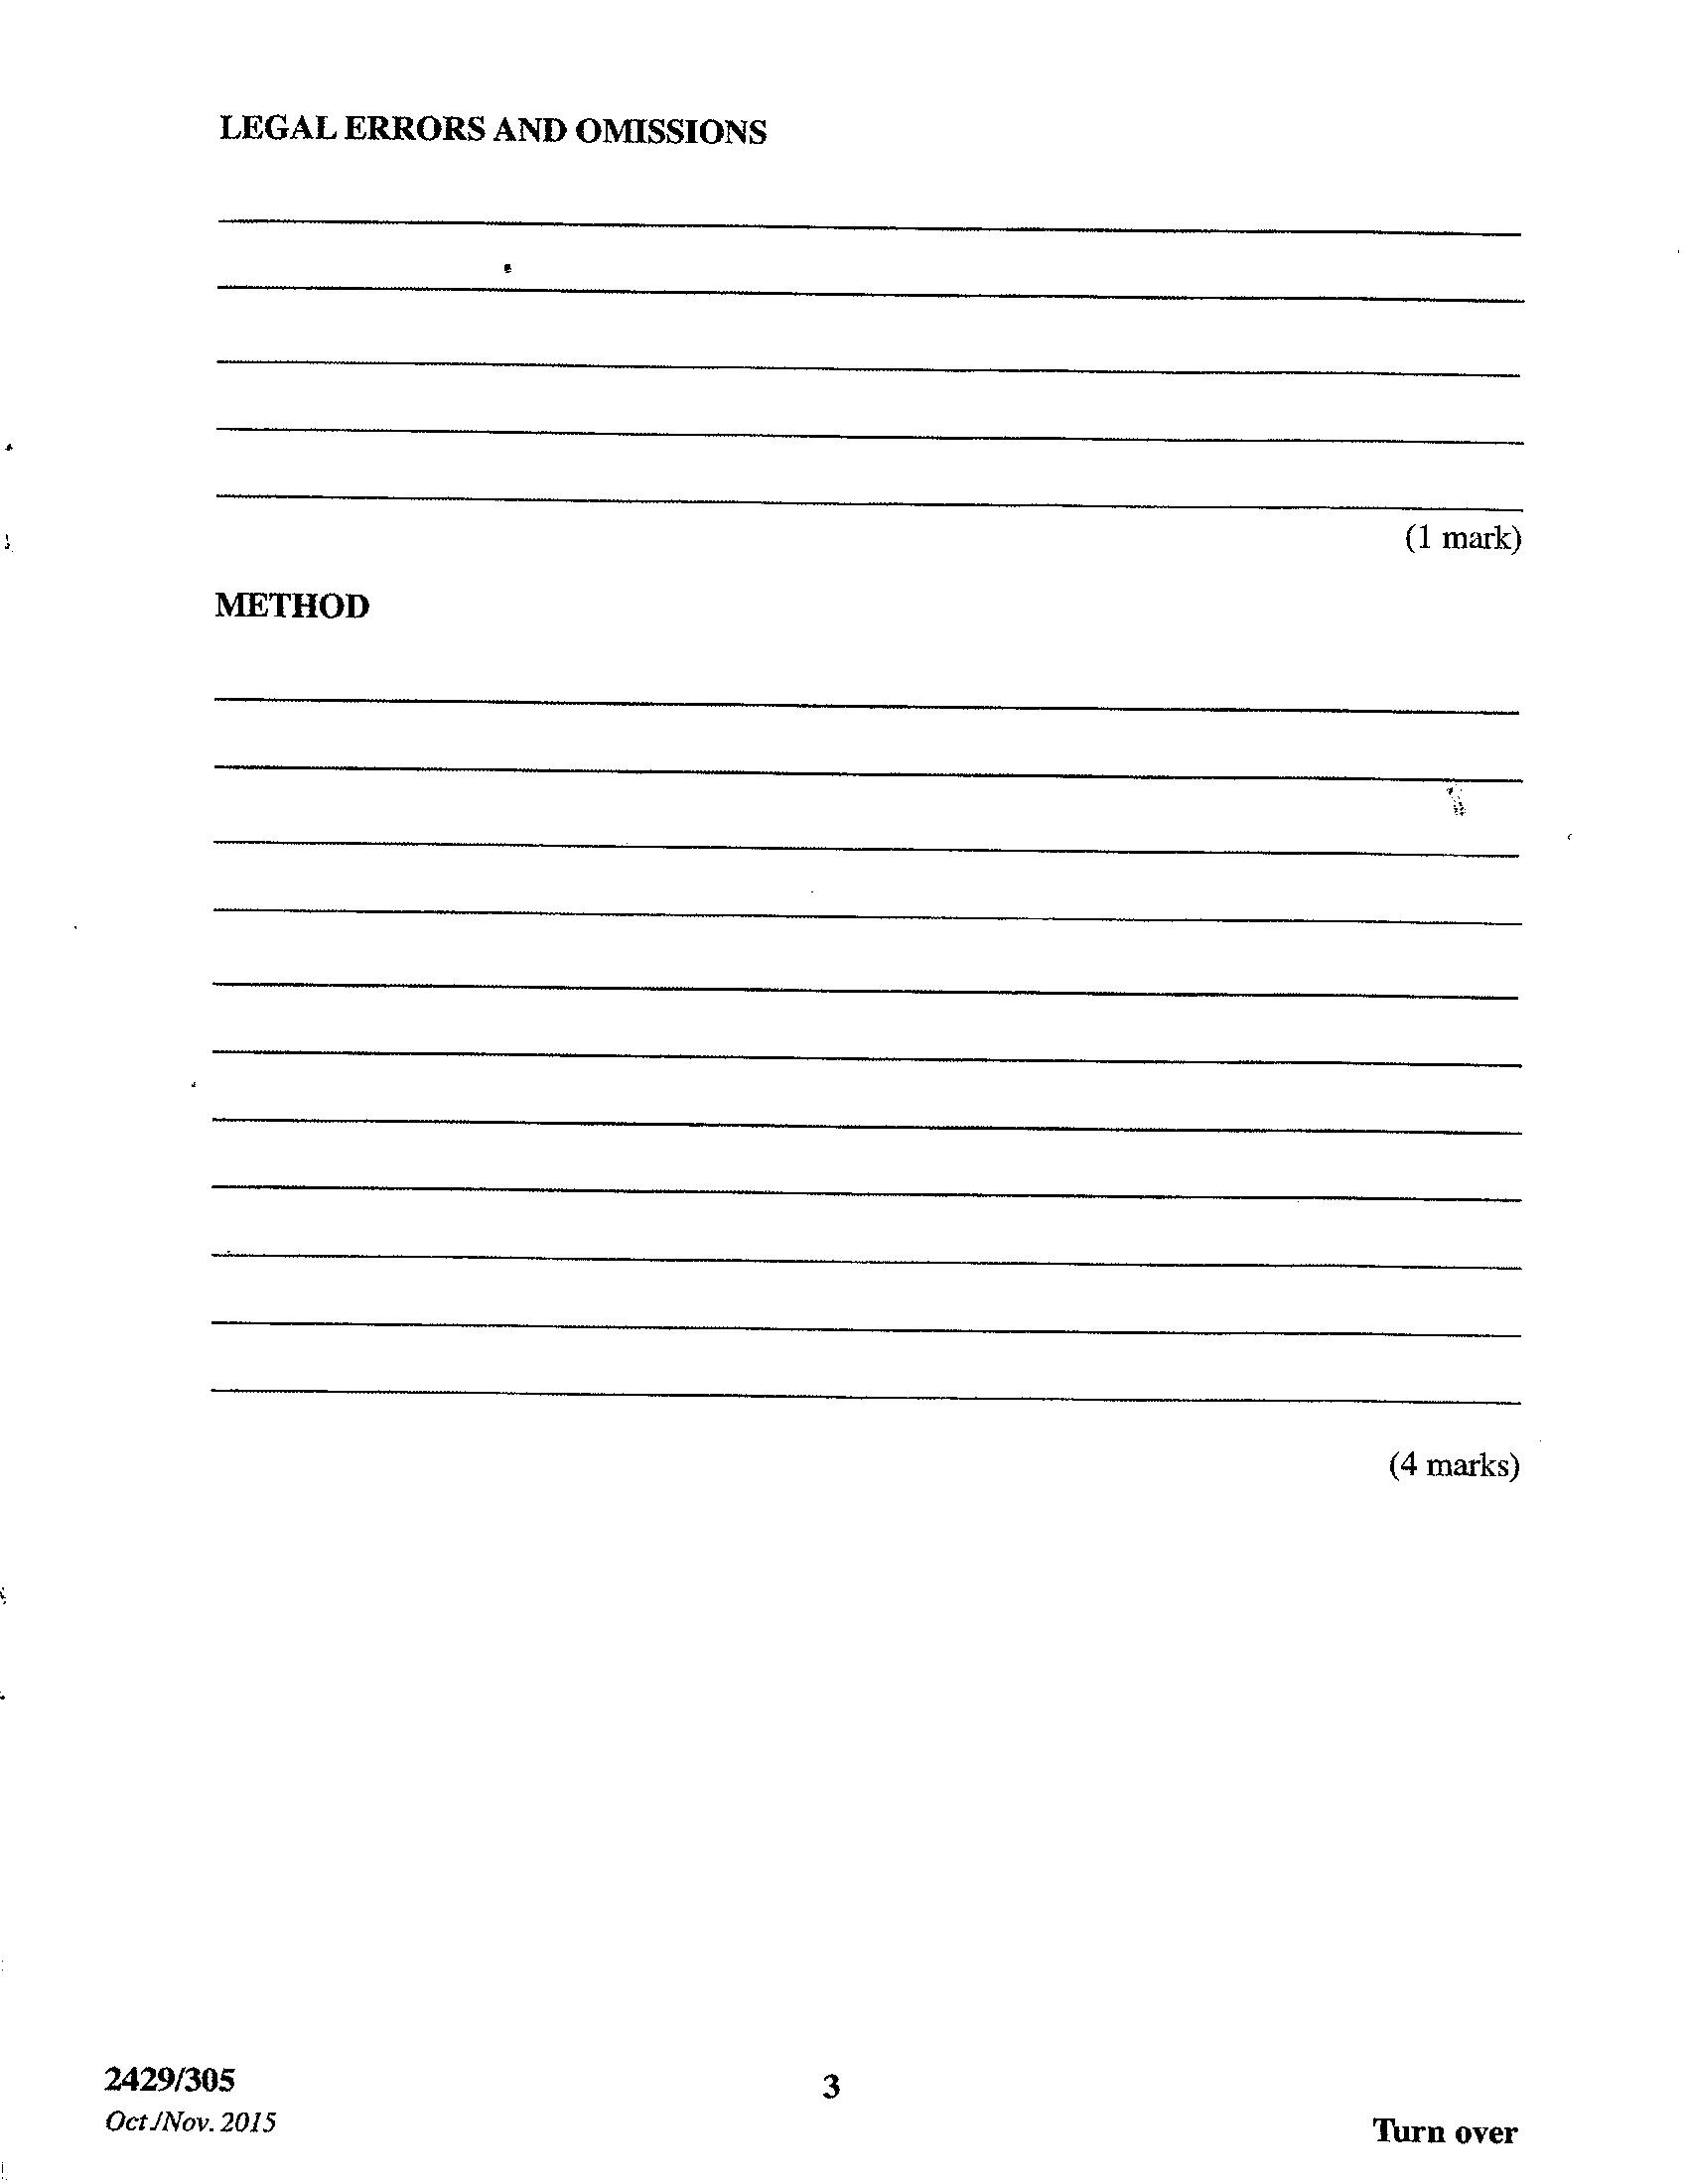 LEGAL ERRORS AND OMISSIONS
(1 mark)
METHOD
(4 marks)
2429/305
Oct./Nov. 2015
3
Turn over